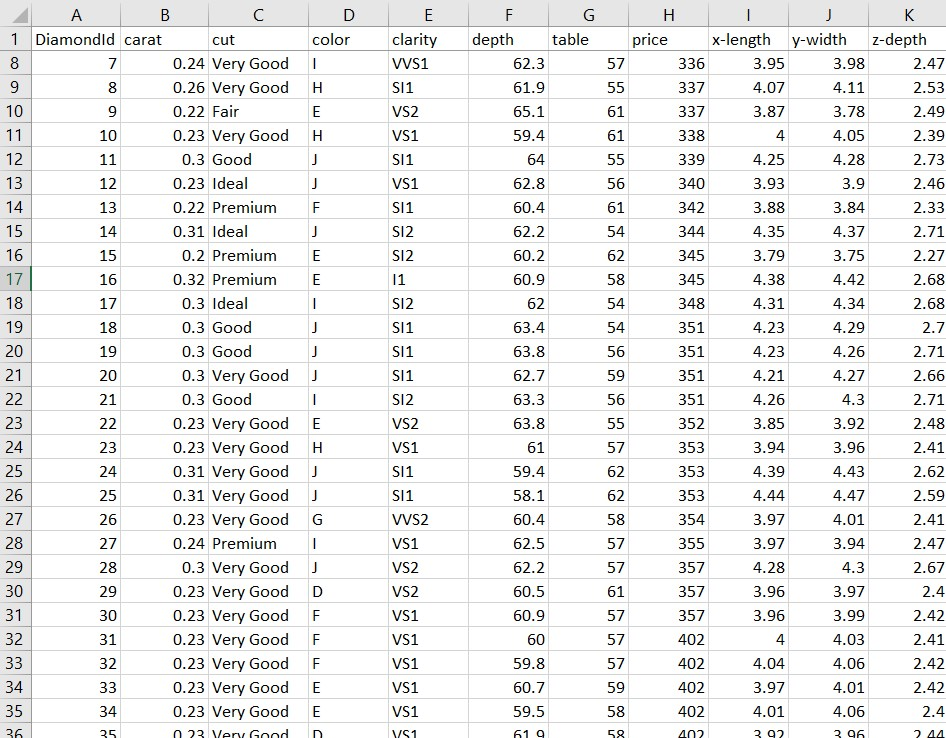 A B C D E F G H I J K
1 DiamondId carat cut color clarity depth table price x-length y-width z-depth
8 7 0.24 Very Good I VVS1 62.3 57 336 3.95 3.98 2.47
9 8 0.26 Very Good H SI1 61.9 55 337 4.07 4.11 2.53
10 9 0.22 Fair E VS2 65.1 61 337 3.87 3.78 2.49
11 10 0.23 Very Good H VS1 59.4 61 338 4 4.05 2.39
12 11 0.3 Good J SI1 64 55 339 4.25 4.28 2.73
13 12 0.23 Ideal J VS1 62.8 56 340 3.93 3.9 2.46
14 13 0.22 Premium F SI1 60.4 61 342 3.88 3.84 2.33
15 14 0.31 Ideal J SI2 62.2 54 344 4.35 4.37 2.71
16 15 0.2 Premium E SI2 60.2 62 345 3.79 3.75 2.27
17 16 0.32 Premium E I1 60.9 58 345 4.38 4.42 2.68
18 17 0.3 Ideal I SI2 62 54 348 4.31 4.34 2.68
19 18 0.3 Good J SI1 63.4 54 351 4.23 4.29 2.7
20 19 0.3 Good J SI1 63.8 56 351 4.23 4.26 2.71
21 20 0.3 Very Good J SI1 62.7 59 351 4.21 4.27 2.66
22 21 0.3 Good I SI2 63.3 56 351 4.26 4.3 2.71
23 22 0.23 Very Good E VS2 63.8 55 352 3.85 3.92 2.48
24 23 0.23 Very Good H VS1 61 57 353 3.94 3.96 2.41
25 24 0.31 Very Good J SI1 59.4 62 353 4.39 4.43 2.62
26 25 0.31 Very Good J SI1 58.1 62 353 4.44 4.47 2.59
27 26 0.23 Very Good G VVS2 60.4 58 354 3.97 4.01 2.41
28 27 0.24 Premium I VS1 62.5 57 355 3.97 3.94 2.47
29 28 0.3 Very Good J VS2 62.2 57 357 4.28 4.3 2.67
30 29 0.23 Very Good D VS2 60.5 61 357 3.96 3.97 2.4
31 30 0.23 Very Good F VS1 60.9 57 357 3.96 3.99 2.42
32 31 0.23 Very Good F VS1 60 57 402 4 4.03 2.41
33 32 0.23 Very Good F VS1 59.8 57 402 4.04 4.06 2.42
34 33 0.23 Very Good E VS1 60.7 59 402 3.97 4.01 2.42
35 34 0.23 Very Good E VS1 59.5 58 402 4.01 4.06 2.4
36 35 0.23 Very Good D VS1 61.9 58 402 3.92 3.96 2.44